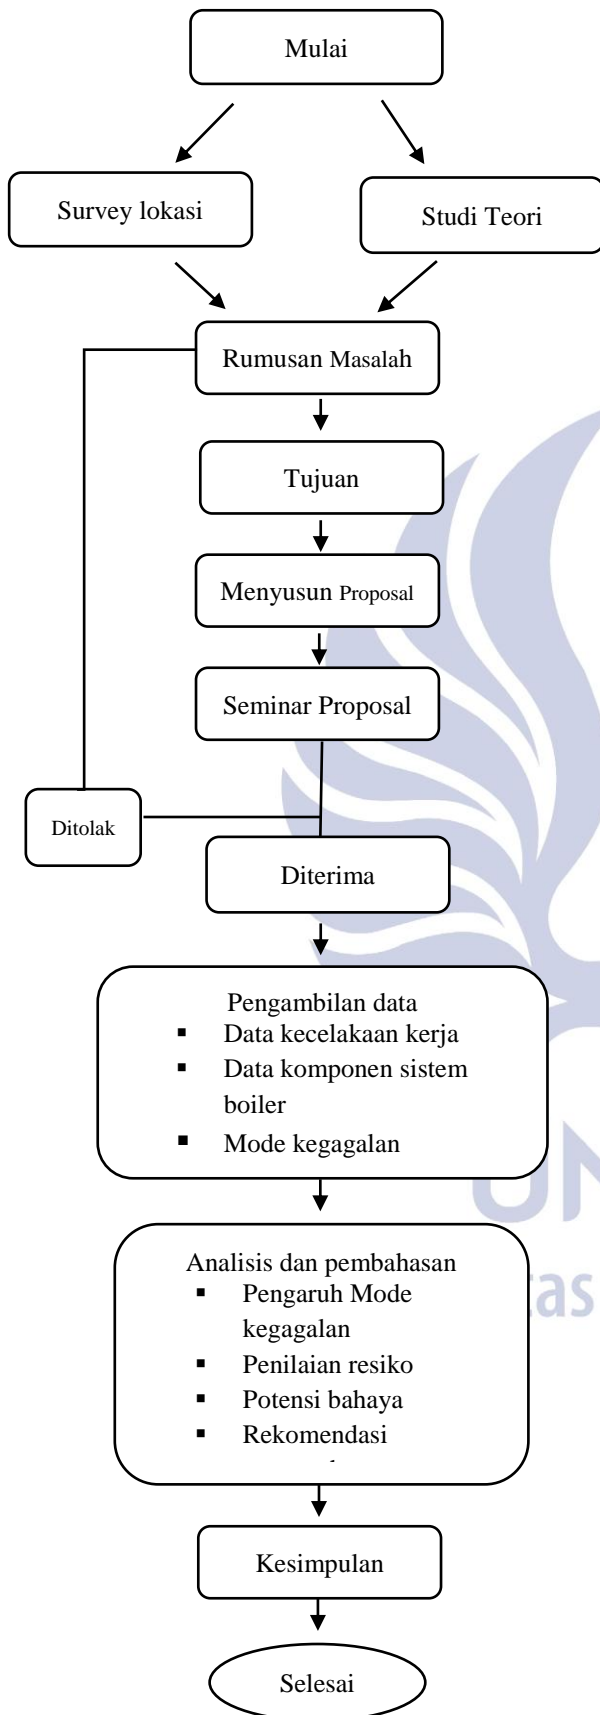 Mulai
Survey lokasi
Studi Teori
Rumusan Masalah
Tujuan
Menyusun Proposal
Seminar Proposal
Ditolak
Diterima
Pengambilan data
▪ Data kecelakaan kerja
▪ Data komponen sistem
boiler
▪ Mode kegagalan
UN
tas
Analisis dan pembahasan
▪ Pengaruh Mode
kegagalan
▪ Penilaian resiko
▪ Potensi bahaya
▪ Rekomendasi
Kesimpulan
Selesai